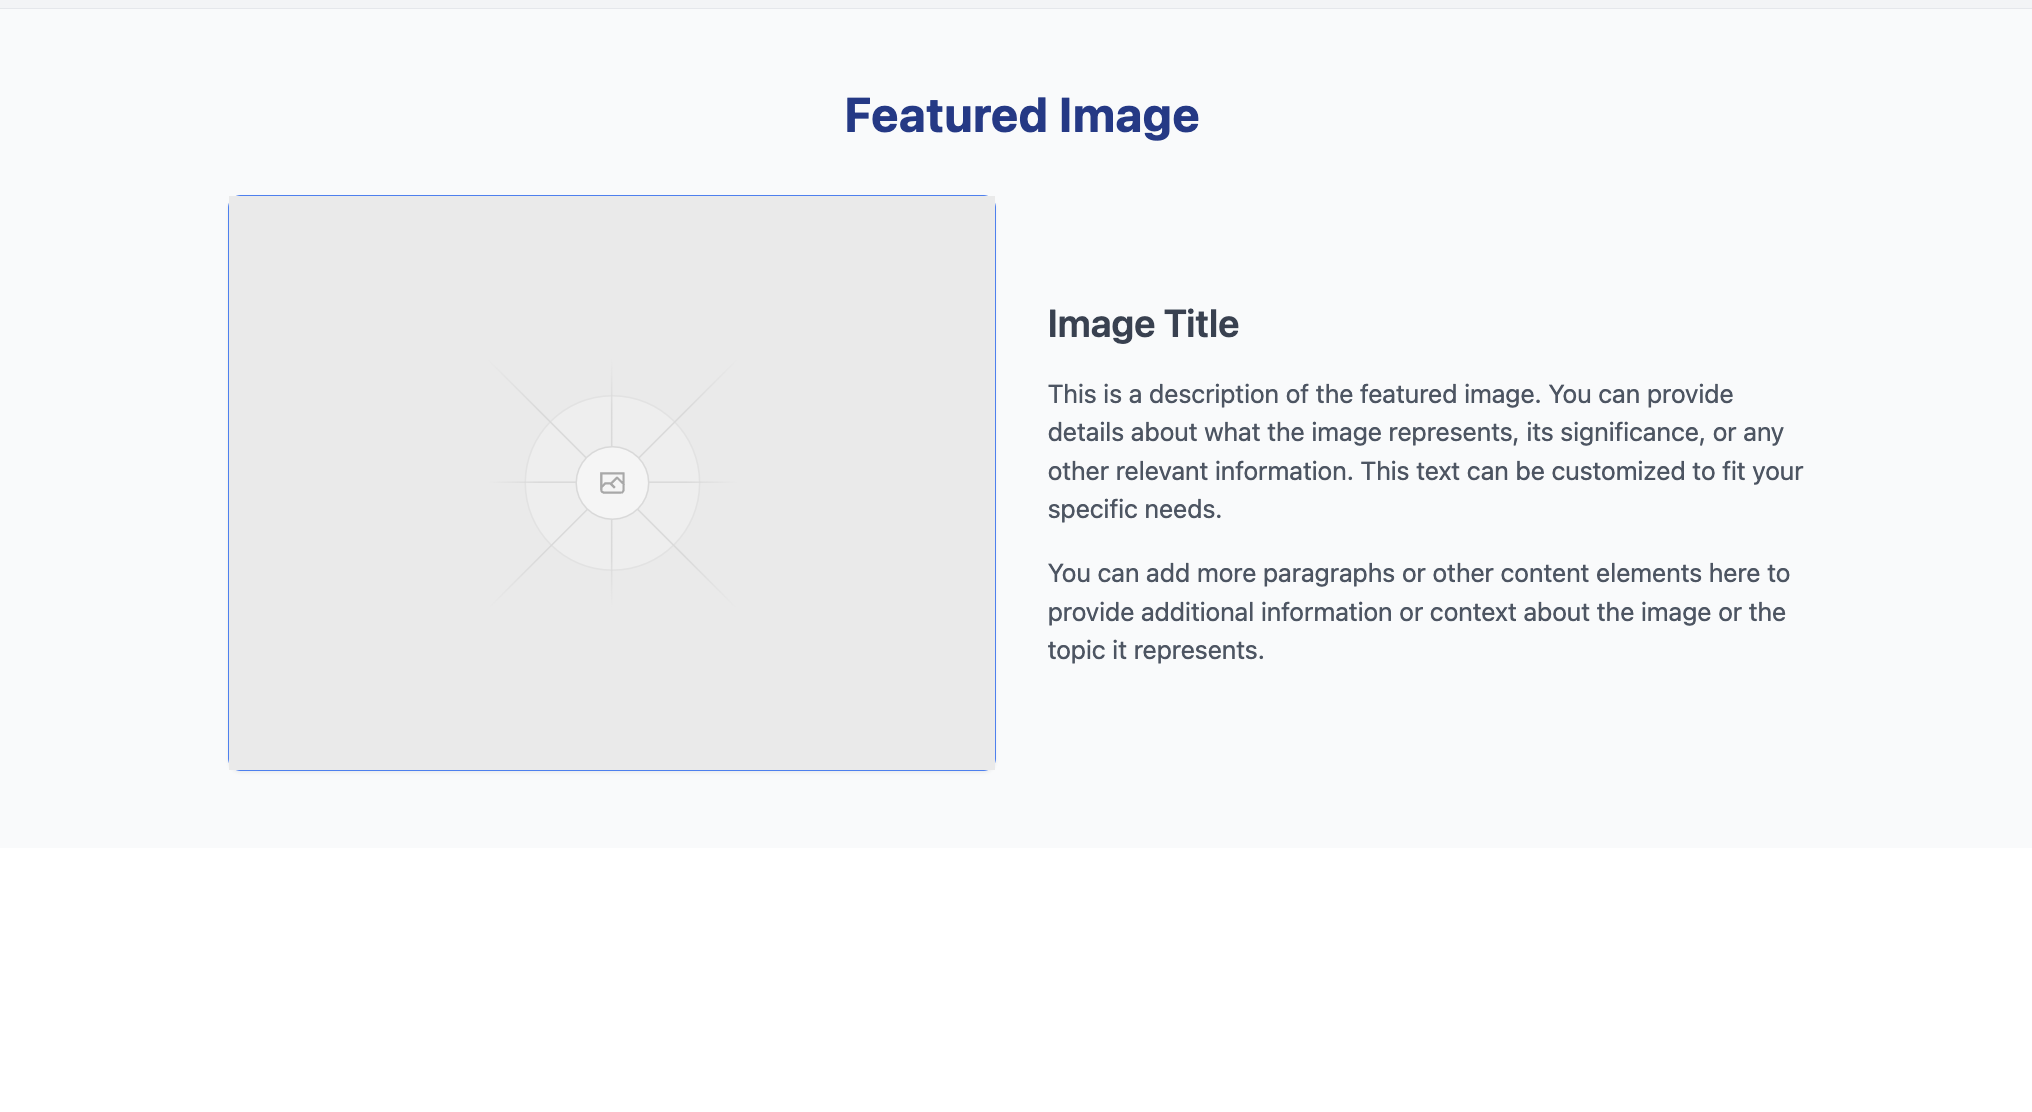 Featured Image
Image Title
This is a description of the featured image. You can provide
details about what the image represents, its significance, or any
other relevant information. This text can be customized to fit your
specific needs.
You can add more paragraphs or other content elements here to
provide additional information or context about the image or the
topic it represents.